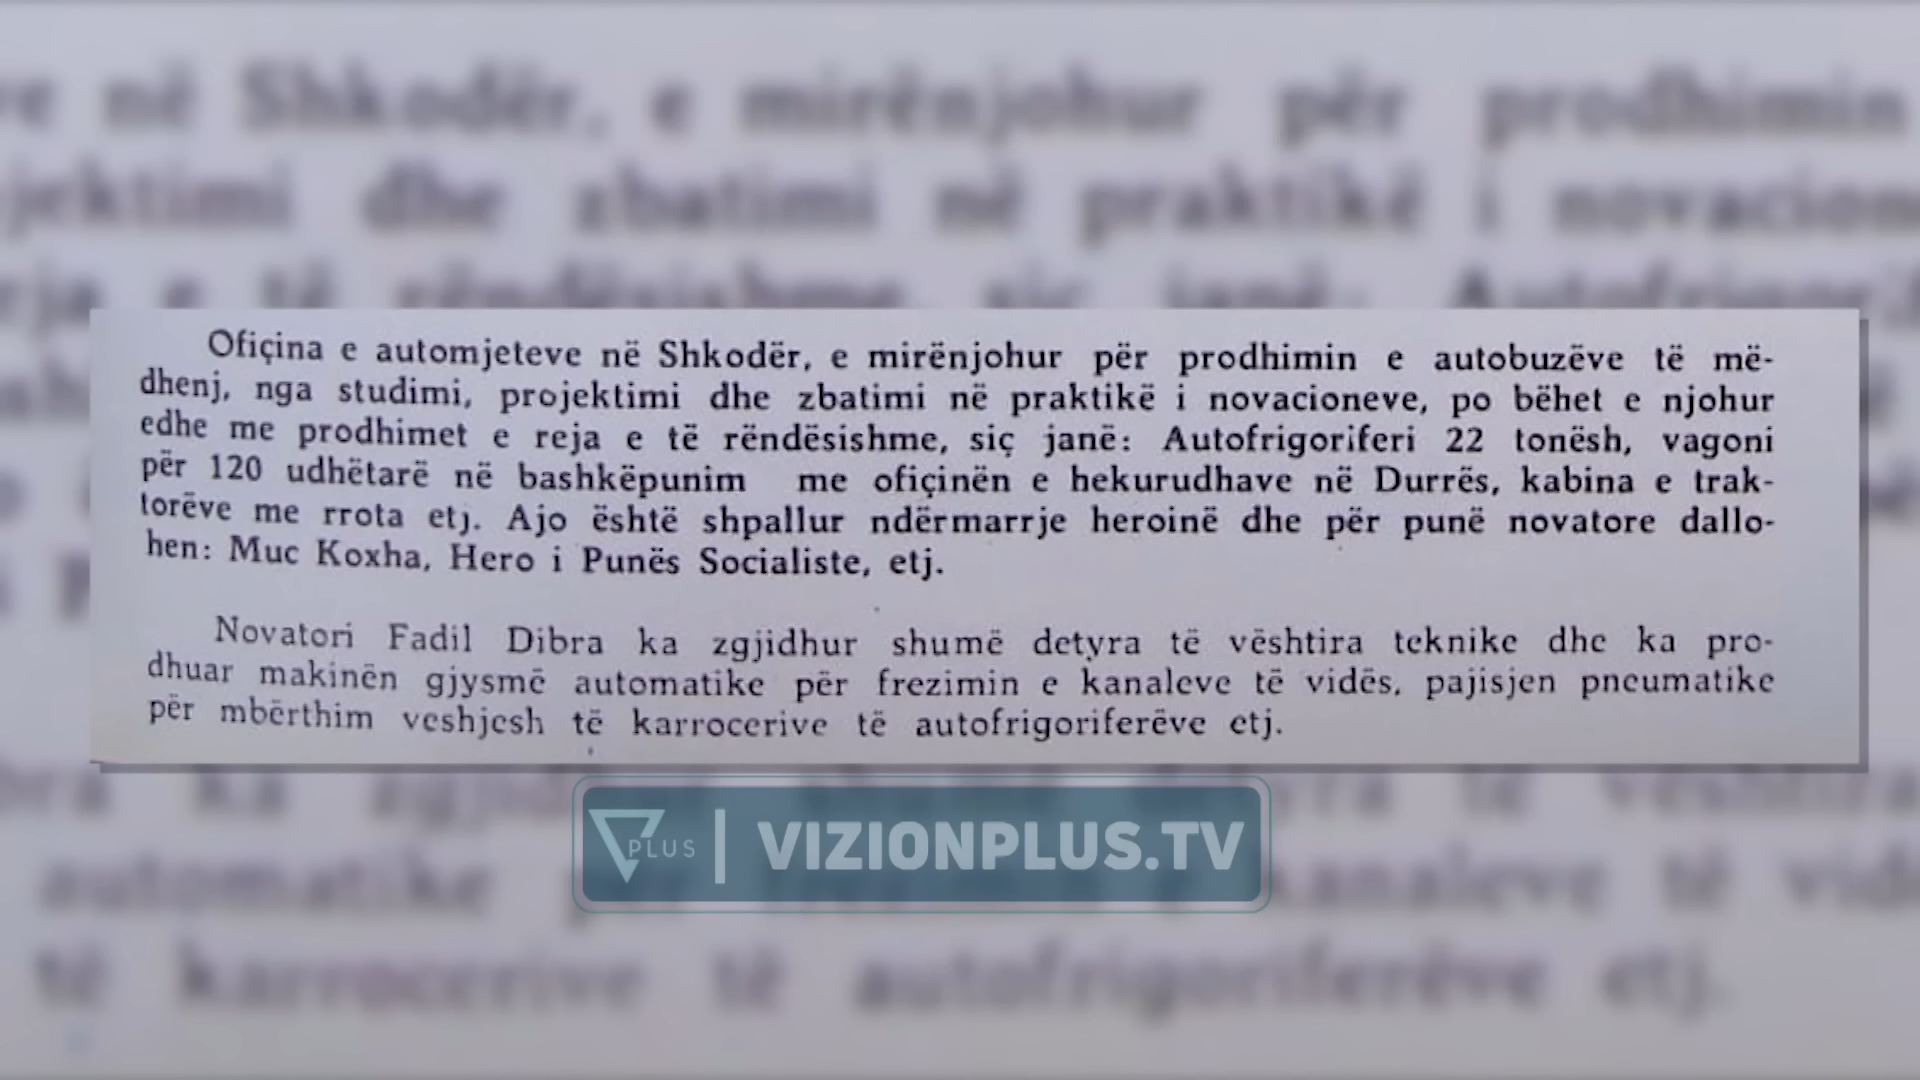 Ofiçina e automjeteve në Shkodër, e mirënjohur për prodhimin e autobuzëve të më-
dhenj, nga studimi, projektimi dhe zbatimi në praktikë i novacioneve, po bëhet e njohur
edhe me prodhimet e reja e të rëndësishme, siç janë: Autofrigoriferi 22 tonësh, vagoni
për 120 udhëtarë në bashkëpunim me ofiçinën e hekurudhave në Durrës, kabina e trak-
torëve me rrota etj. Ajo është shpallur ndërmarrje heroinë dhe për punë novatore dallo-
hen: Muc Koxha, Hero i Punës Socialiste, etj.
Novatori Fadil Dibra ka zgjidhur shumë detyra të vështira teknike dhe ka pro-
dhuar makinën gjysmë automatike për frezimin e kanaleve të vidës, pajisjen pneumatike
për mbërthim veshjesh të karrocerive të autofrigoriferëve etj.
PLUS | VIZIONPLUS.TV